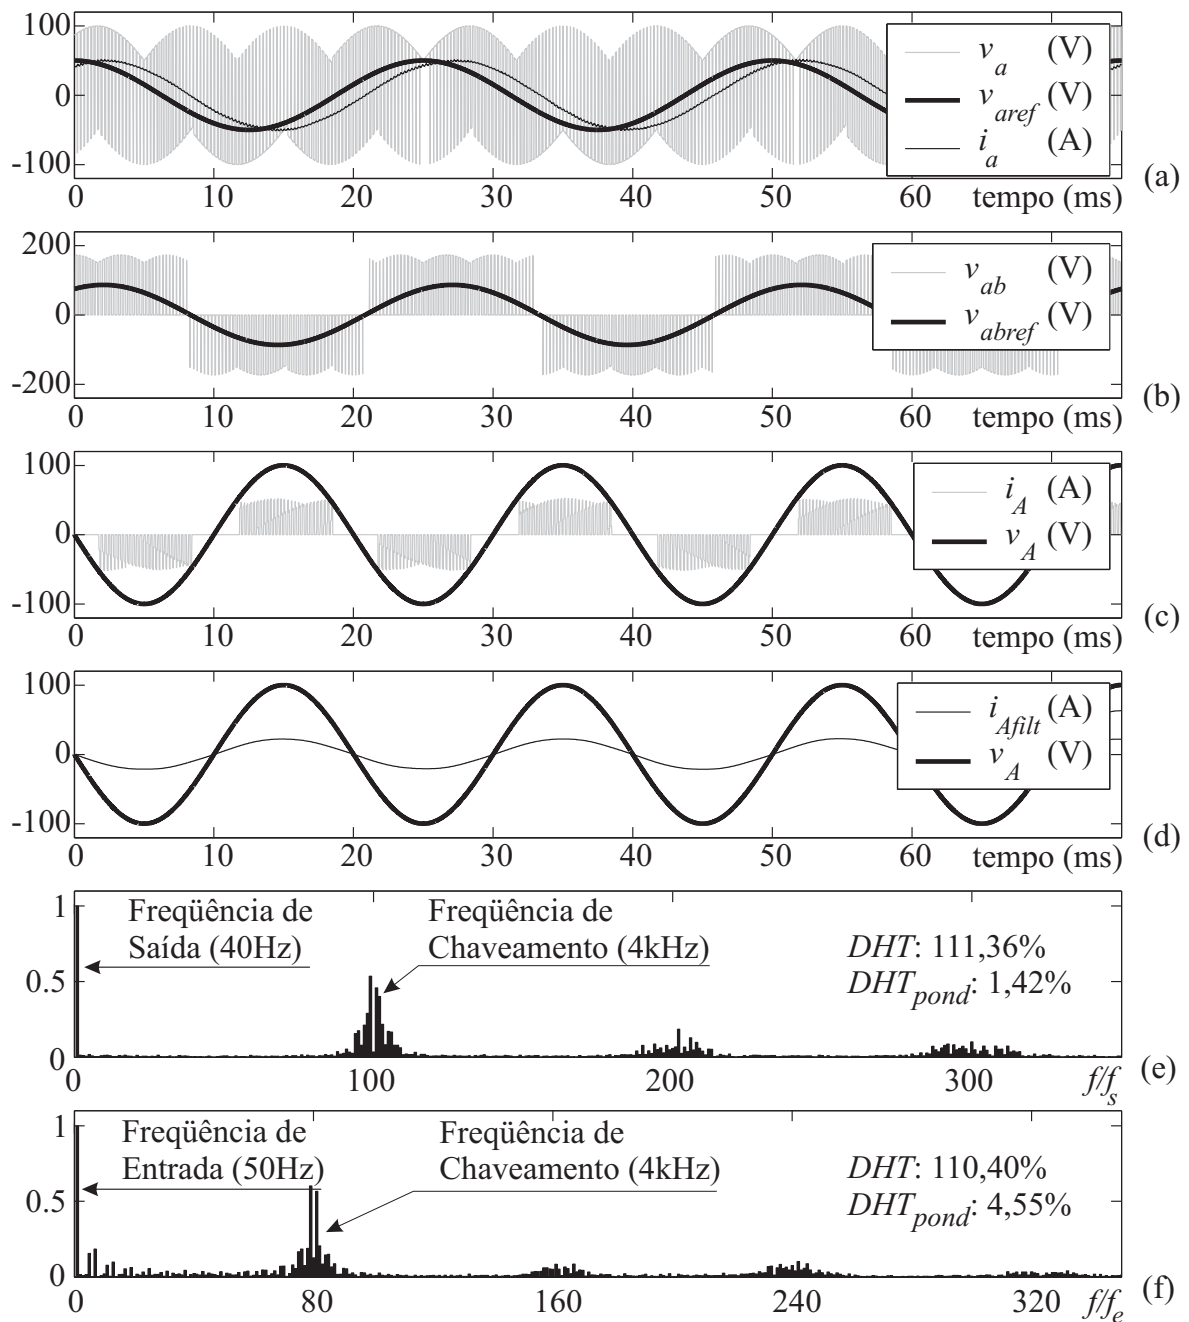 100
0
-100
v_a (V)
v_aref (V)
i_a (A)
0 10 20 30 40 50 60 tempo (ms)
(a)
200
0
-200
v_ab (V)
v_abref (V)
0 10 20 30 40 50 60 tempo (ms)
(b)
100
0
-100
i_A (A)
v_A (V)
0 10 20 30 40 50 60 tempo (ms)
(c)
100
0
-100
i_Afilt (A)
v_A (V)
0 10 20 30 40 50 60 tempo (ms)
(d)
1
0.5
0
Freqüência de
Saída (40Hz)
Freqüência de
Chaveamento (4kHz)
DHT: 111,36%
DHT_pond: 1,42%
0 100 200 300 f/f_s
(e)
1
0.5
0
Freqüência de
Entrada (50Hz)
Freqüência de
Chaveamento (4kHz)
DHT: 110,40%
DHT_pond: 4,55%
0 80 160 240 320 f/f_e
(f)